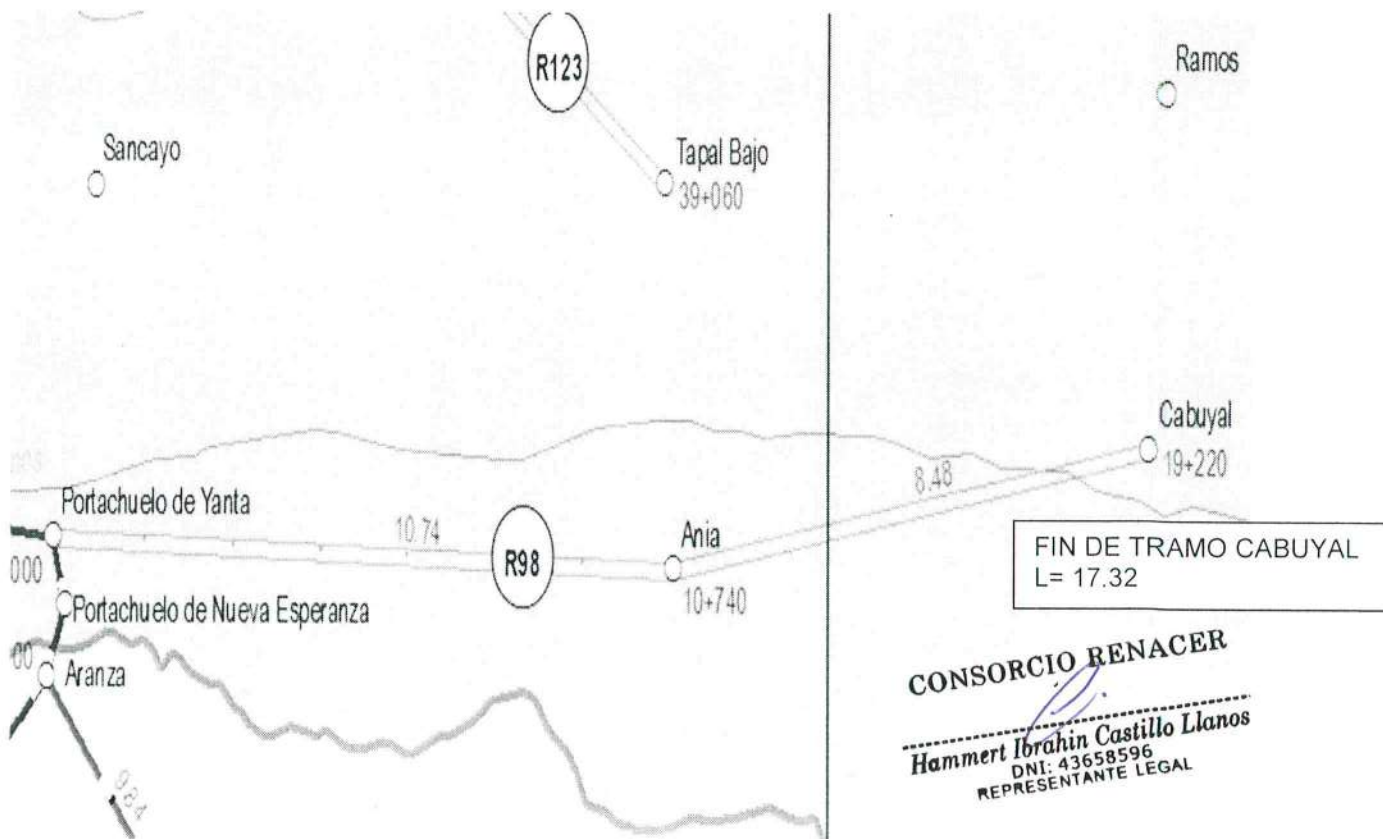 R123
Ramos
Sancayo
Tapal Bajo
39+060
Cabuyal
19+220
8.48
Portachuelo de Yanta
10.74
R98
Ania
10+740
000
Portachuelo de Nueva Esperanza
00
Aranza
984
FIN DE TRAMO CABUYAL
L= 17.32
CONSORCIO RENACER
Hammert Ibrahin Castillo Llanos
DNI: 43658596
REPRESENTANTE LEGAL